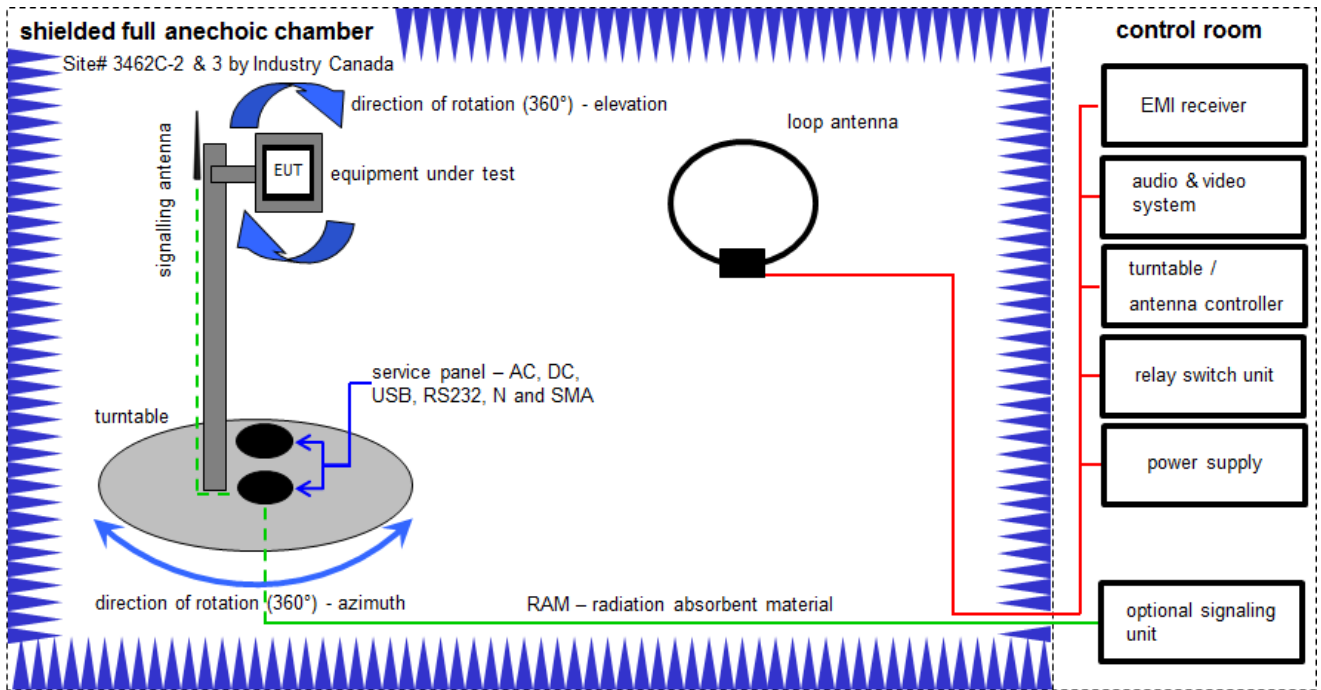 shielded full anechoic chamber
Site# 3462C-2 & 3 by Industry Canada
direction of rotation (360°) - elevation
signalling antenna
EUT
equipment under test
loop antenna
service panel – AC, DC,
USB, RS232, N and SMA
turntable
direction of rotation (360°) - azimuth
RAM – radiation absorbent material
control room
EMI receiver
audio & video
system
turntable /
antenna controller
relay switch unit
power supply
optional signaling
unit